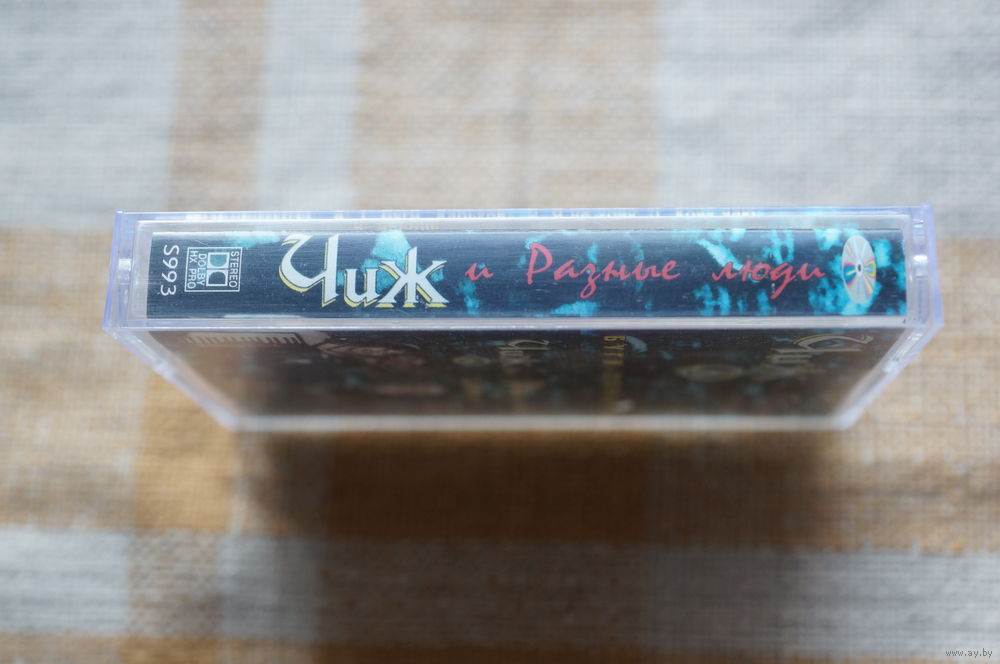 S993
STEREO
DOLBY
HX PRO
Чиж и Разные люди
www.ay.by